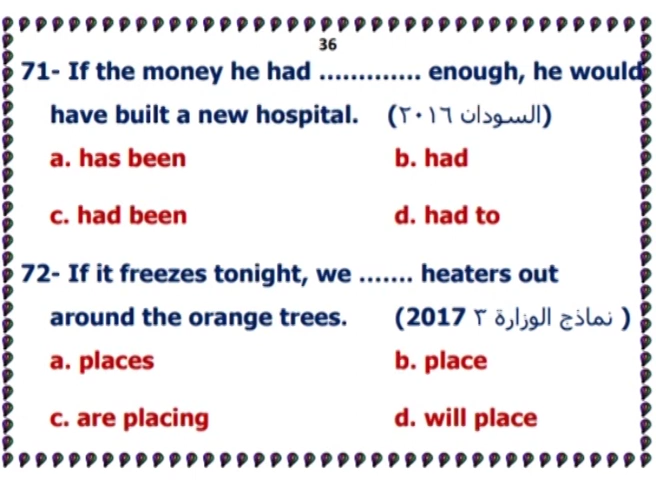 36
71- If the money he had ............. enough, he would
have built a new hospital. (السودان ٢٠١٦)
a. has been b. had
c. had been d. had to
72- If it freezes tonight, we ....... heaters out
around the orange trees. (2017 نماذج الوزارة ٣ )
a. places b. place
c. are placing d. will place